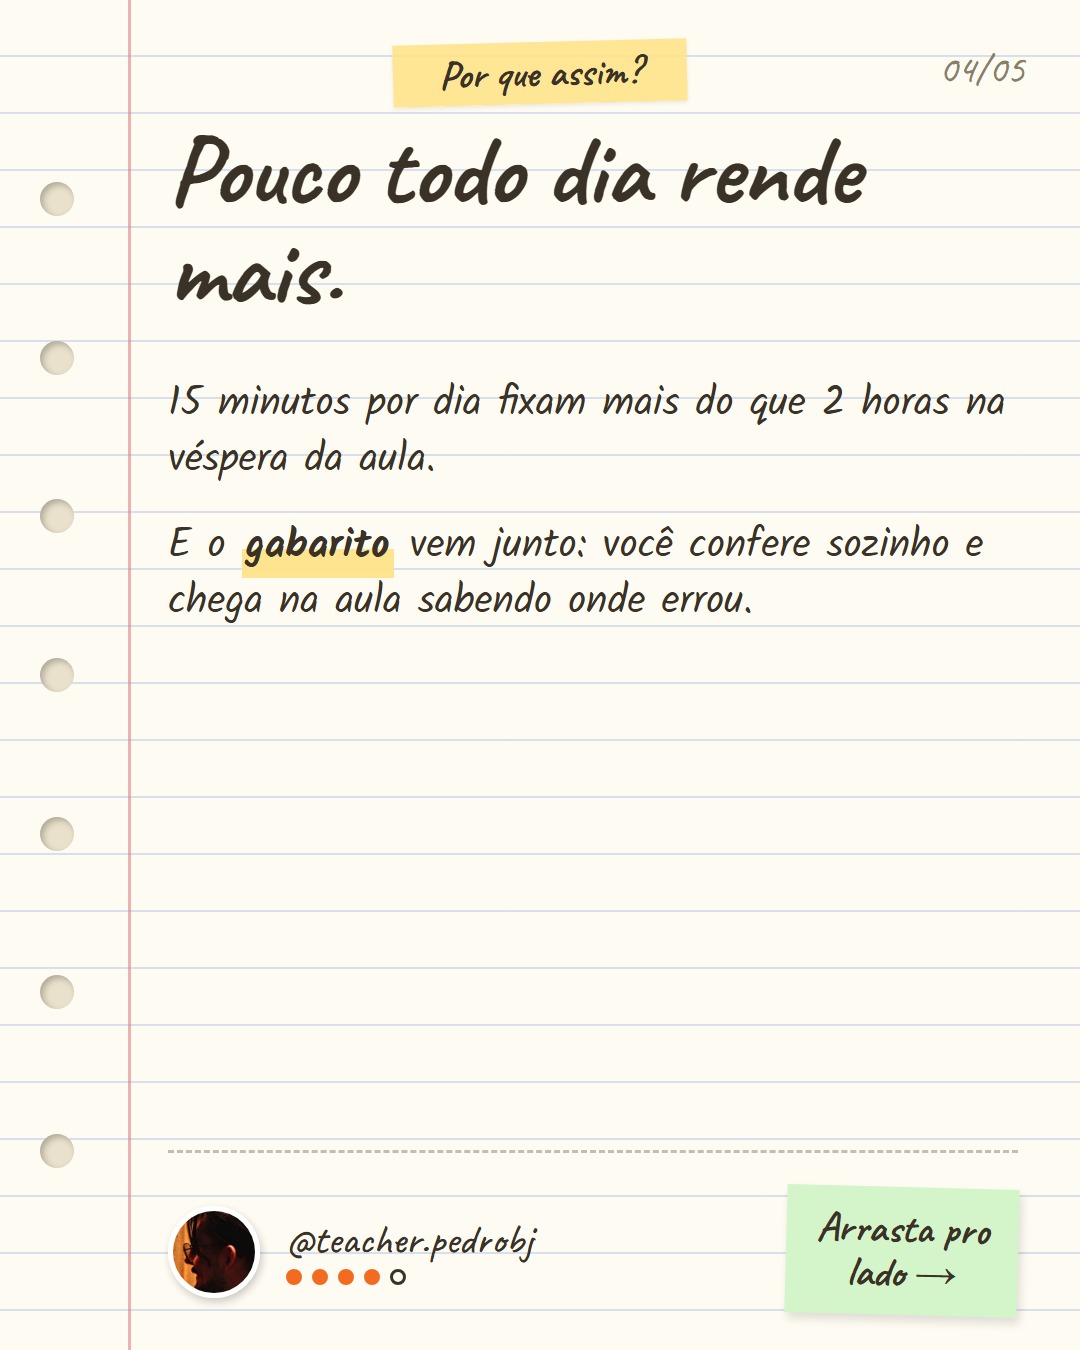 Por que assim?
04/05
Pouco todo dia rende
mais.
15 minutos por dia fixam mais do que 2 horas na
véspera da aula.
E o gabarito vem junto: você confere sozinho e
chega na aula sabendo onde errou.
@teacher.pedrobj
Arrasta pro
lado →